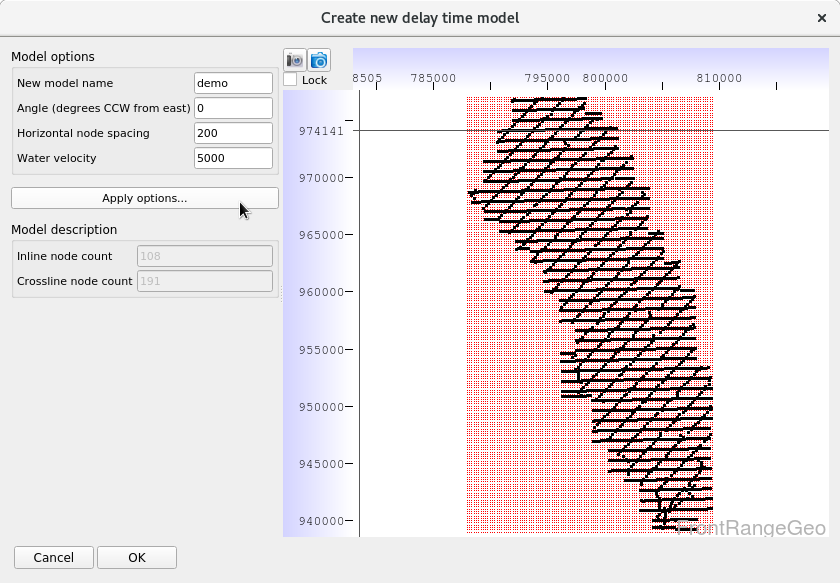 Create new delay time model
Model options
New model name demo
Angle (degrees CCW from east) 0
Horizontal node spacing 200
Water velocity 5000
Apply options...
Model description
Inline node count 108
Crossline node count 191
Cancel OK
Lock
8505 785000 795000 800000 810000
974141
970000
965000
960000
955000
950000
945000
940000
FrontRangeGeo